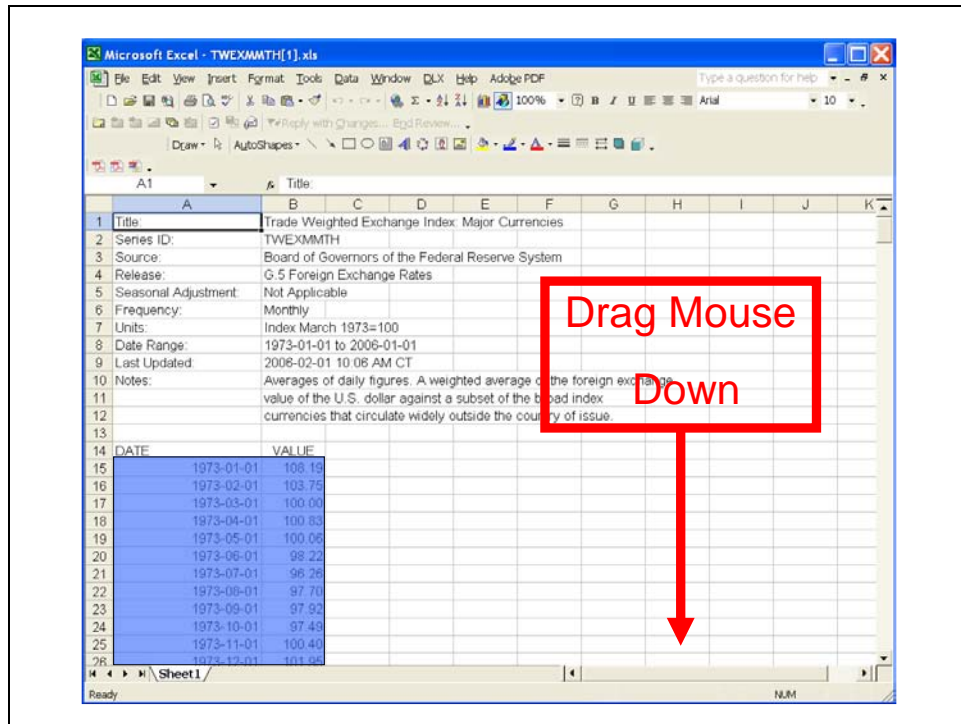 Microsoft Excel - TWEXMMTH[1].xls
File Edit View Insert Format Tools Data Window DLX Help Adobe PDF Type a question for help
100% B I U Arial 10
Reply with Changes... End Review...
Draw AutoShapes
A1 fx Title:
A B C D E F G H I J K
1 Title: Trade Weighted Exchange Index: Major Currencies
2 Series ID: TWEXMMTH
3 Source: Board of Governors of the Federal Reserve System
4 Release: G.5 Foreign Exchange Rates
5 Seasonal Adjustment: Not Applicable
6 Frequency: Monthly
7 Units: Index March 1973=100
8 Date Range: 1973-01-01 to 2006-01-01
9 Last Updated: 2006-02-01 10:06 AM CT
10 Notes: Averages of daily figures. A weighted average of the foreign exchange
11 value of the U.S. dollar against a subset of the broad index
12 currencies that circulate widely outside the country of issue.
13
14 DATE VALUE
15 1973-01-01 108.19
16 1973-02-01 103.75
17 1973-03-01 100.00
18 1973-04-01 100.83
19 1973-05-01 100.06
20 1973-06-01 98.22
21 1973-07-01 96.26
22 1973-08-01 97.70
23 1973-09-01 97.92
24 1973-10-01 97.49
25 1973-11-01 100.40
26 1973-12-01 101.95
Drag Mouse
Down
Sheet1
Ready NUM